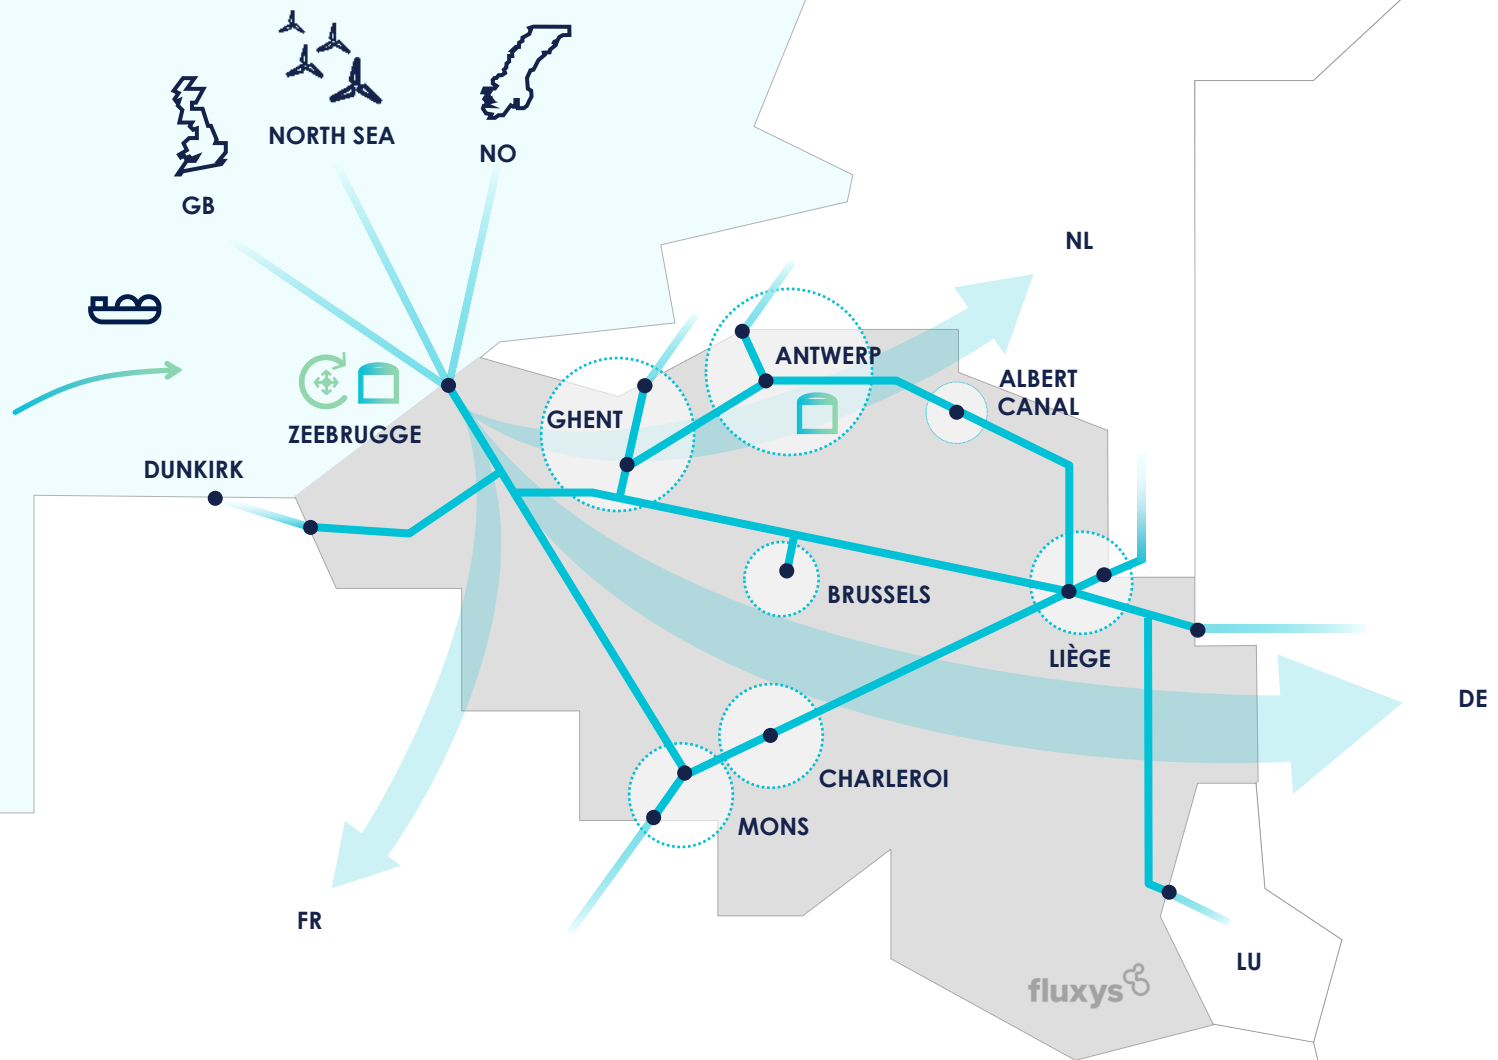 NORTH SEA
NO
GB
NL
ANTWERP
ALBERT
CANAL
GHENT
ZEEBRUGGE
DUNKIRK
BRUSSELS
LIÈGE
DE
CHARLEROI
MONS
FR
LU
fluxys